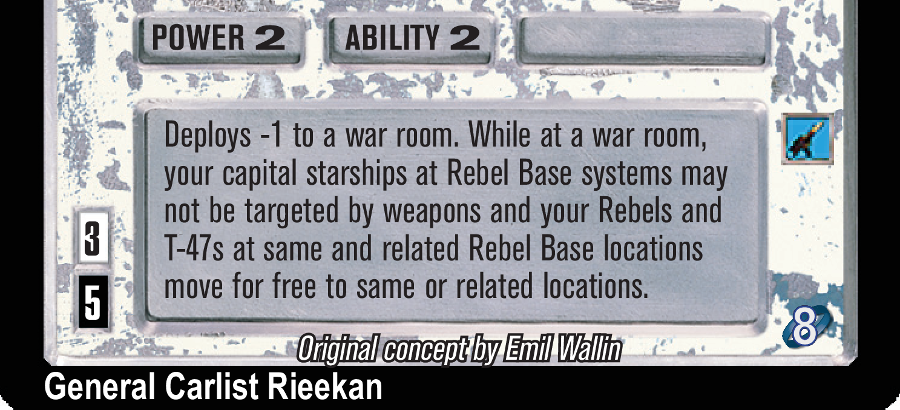 POWER 2 ABILITY 2
Deploys -1 to a war room. While at a war room,
your capital starships at Rebel Base systems may
not be targeted by weapons and your Rebels and
T-47s at same and related Rebel Base locations
move for free to same or related locations.
3
5
8
Original concept by Emil Wallin
General Carlist Rieekan